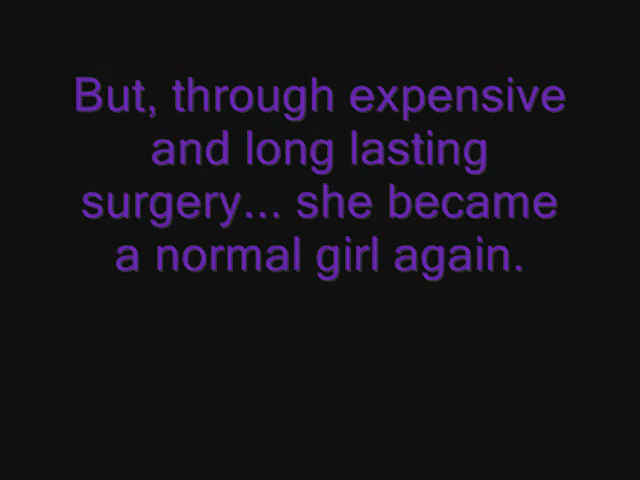 But, through expensive
and long lasting
surgery... she became
a normal girl again.